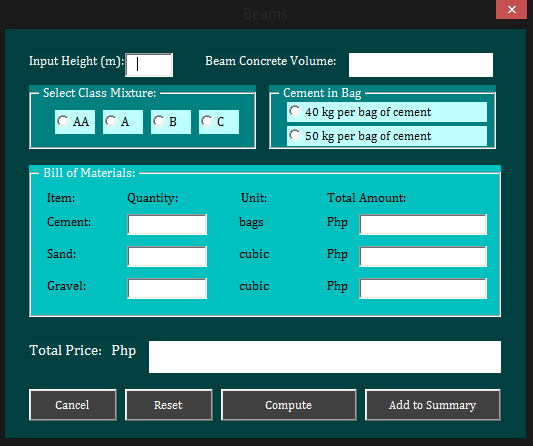 Beams
Input Height (m):
Beam Concrete Volume:
Select Class Mixture:
AA A B C
Cement in Bag
40 kg per bag of cement
50 kg per bag of cement
Bill of Materials:
Item: Quantity: Unit: Total Amount:
Cement: bags Php
Sand: cubic Php
Gravel: cubic Php
Total Price: Php
Cancel Reset Compute Add to Summary